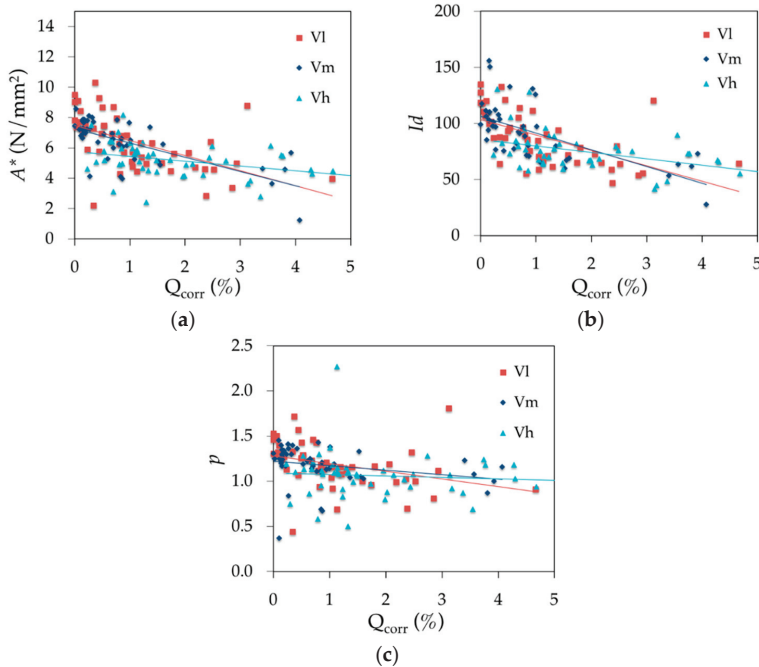 14
12
10
8
6
4
2
0
A* (N/mm²)
Vl
Vm
Vh
0 1 2 3 4 5
Qcorr (%)
(a)
200
150
100
50
0
Id
Vl
Vm
Vh
0 1 2 3 4 5
Qcorr (%)
(b)
2.5
2.0
1.5
1.0
0.5
0.0
p
Vl
Vm
Vh
0 1 2 3 4 5
Qcorr (%)
(c)